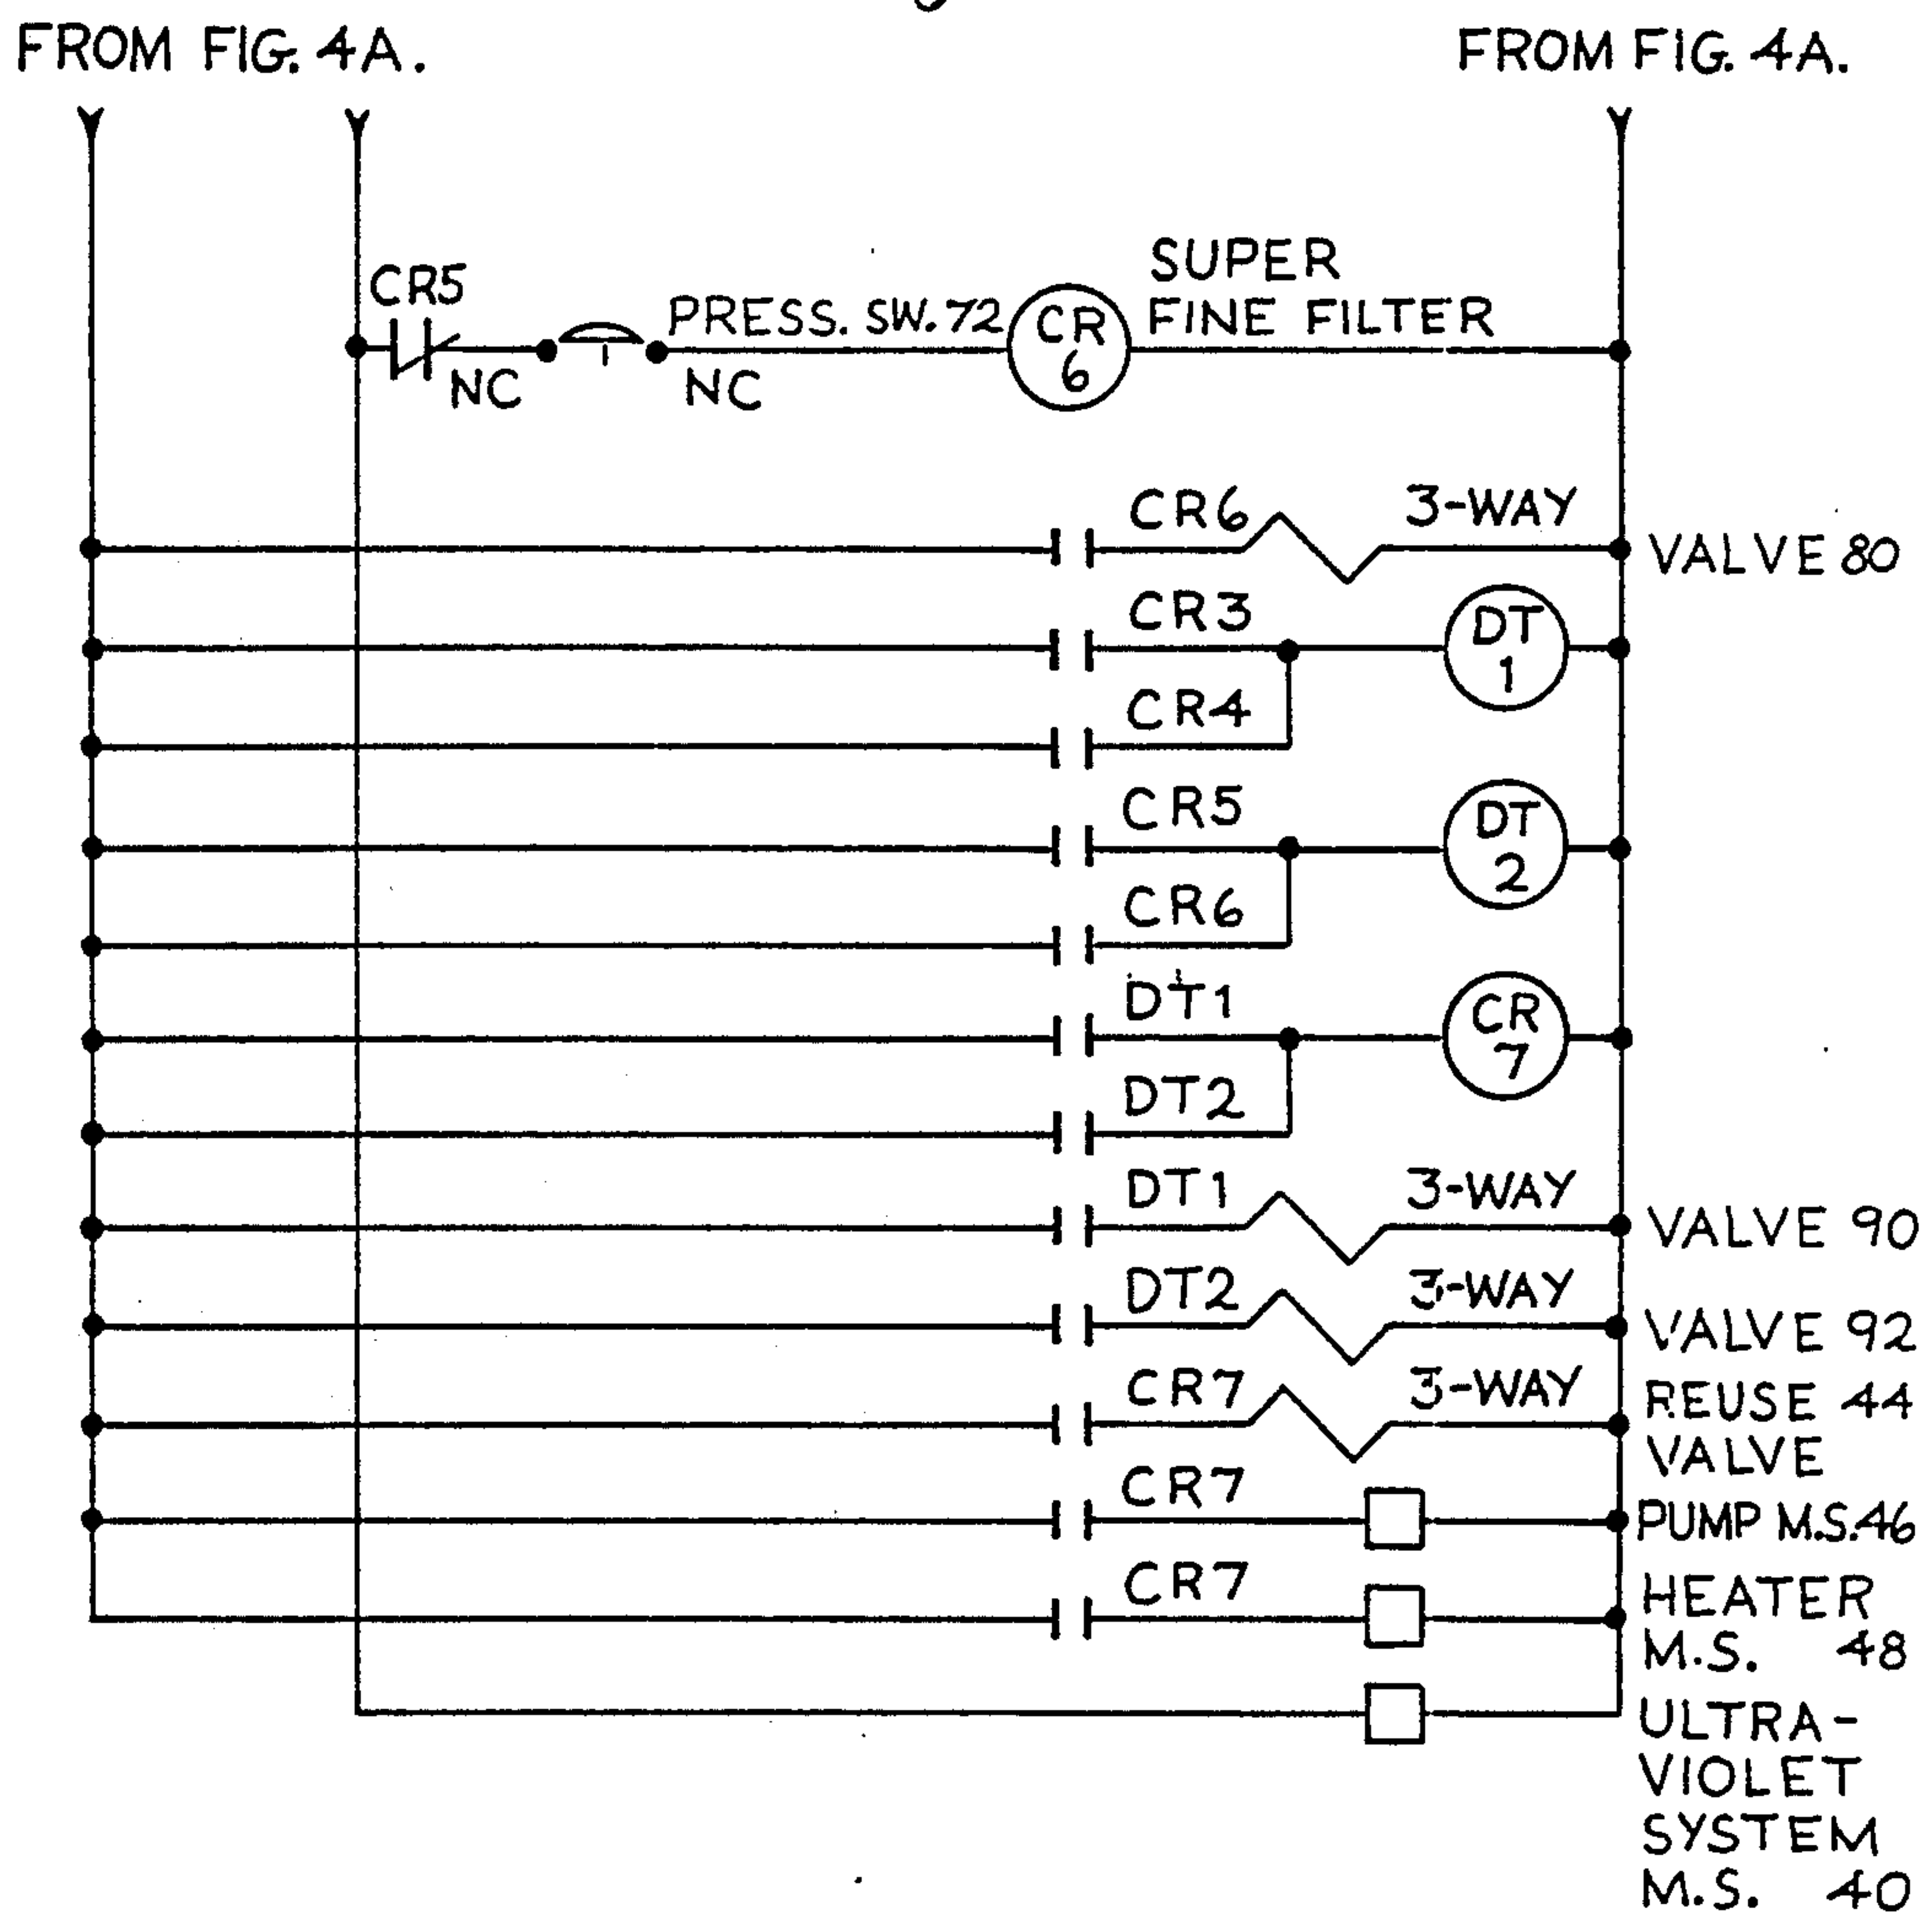 FROM FIG. 4A.
FROM FIG. 4A.
CR5
NC
PRESS. SW. 72
NC
CR
6
SUPER
FINE FILTER
CR6
3-WAY
VALVE 80
CR3
DT
1
CR4
CR5
DT
2
CR6
DT1
CR
7
DT2
DT1
3-WAY
VALVE 90
DT2
3-WAY
VALVE 92
CR7
3-WAY
REUSE 44
VALVE
CR7
PUMP M.S.46
CR7
HEATER
M.S. 48
ULTRA-
VIOLET
SYSTEM
M.S. 40